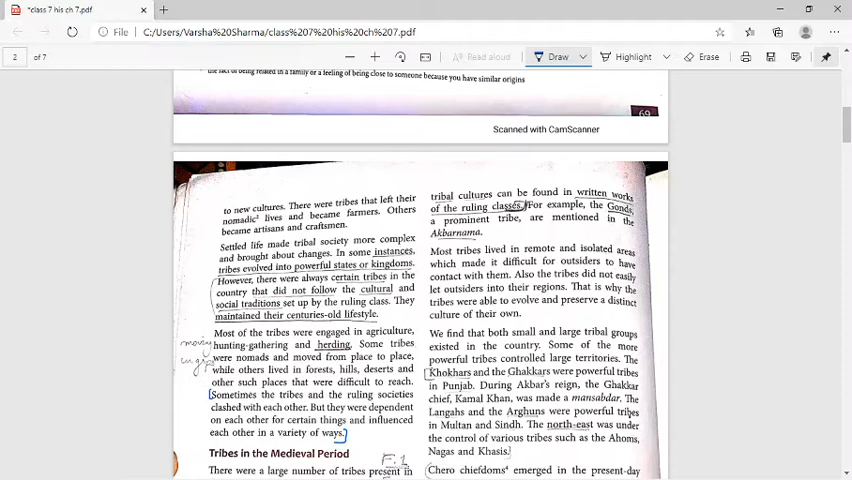 *class 7 his ch 7.pdf
File
C:/Users/Varsha%20Sharma/class%207%20his%20ch%207.pdf
2 of 7
Read aloud
Draw
Highlight
Erase
the fact of being related in a family or a feeling of being close to someone because you have similar origins
69
Scanned with CamScanner
to new cultures. There were tribes that left their
nomadic² lives and became farmers. Others
became artisans and craftsmen.
Settled life made tribal society more complex
and brought about changes. In some instances,
tribes evolved into powerful states or kingdoms.
However, there were always certain tribes in the
country that did not follow the cultural and
social traditions set up by the ruling class. They
maintained their centuries-old lifestyle.
Most of the tribes were engaged in agriculture,
hunting-gathering and herding. Some tribes
were nomads and moved from place to place,
while others lived in forests, hills, deserts and
other such places that were difficult to reach.
Sometimes the tribes and the ruling societies
clashed with each other. But they were dependent
on each other for certain things and influenced
each other in a variety of ways.
moving
Tribes in the Medieval Period
F.1
There were a large number of tribes present in
tribal cultures can be found in written works
of the ruling classes. For example, the Gonds,
a prominent tribe, are mentioned in the
Akbarnama.
Most tribes lived in remote and isolated areas
which made it difficult for outsiders to have
contact with them. Also the tribes did not easily
let outsiders into their regions. That is why the
tribes were able to evolve and preserve a distinct
culture of their own.
We find that both small and large tribal groups
existed in the country. Some of the more
powerful tribes controlled large territories. The
Khokhars and the Ghakkars were powerful tribes
in Punjab. During Akbar's reign, the Ghakkar
chief, Kamal Khan, was made a mansabdar. The
Langahs and the Arghuns were powerful tribes
in Multan and Sindh. The north-east was under
the control of various tribes such as the Ahoms,
Nagas and Khasis.
Chero chiefdoms⁴ emerged in the present-day